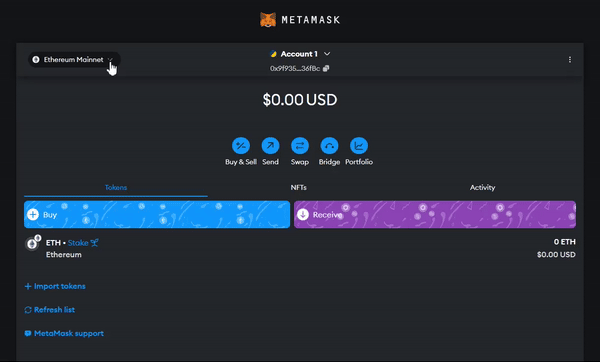 METAMASK
Ethereum Mainnet
Account 1
0x9f935...36f8c
$0.00 USD
Buy & Sell
Send
Swap
Bridge
Portfolio
Tokens
NFTs
Activity
Buy
Receive
ETH • Stake
0 ETH
Ethereum
$0.00 USD
Import tokens
Refresh list
MetaMask support